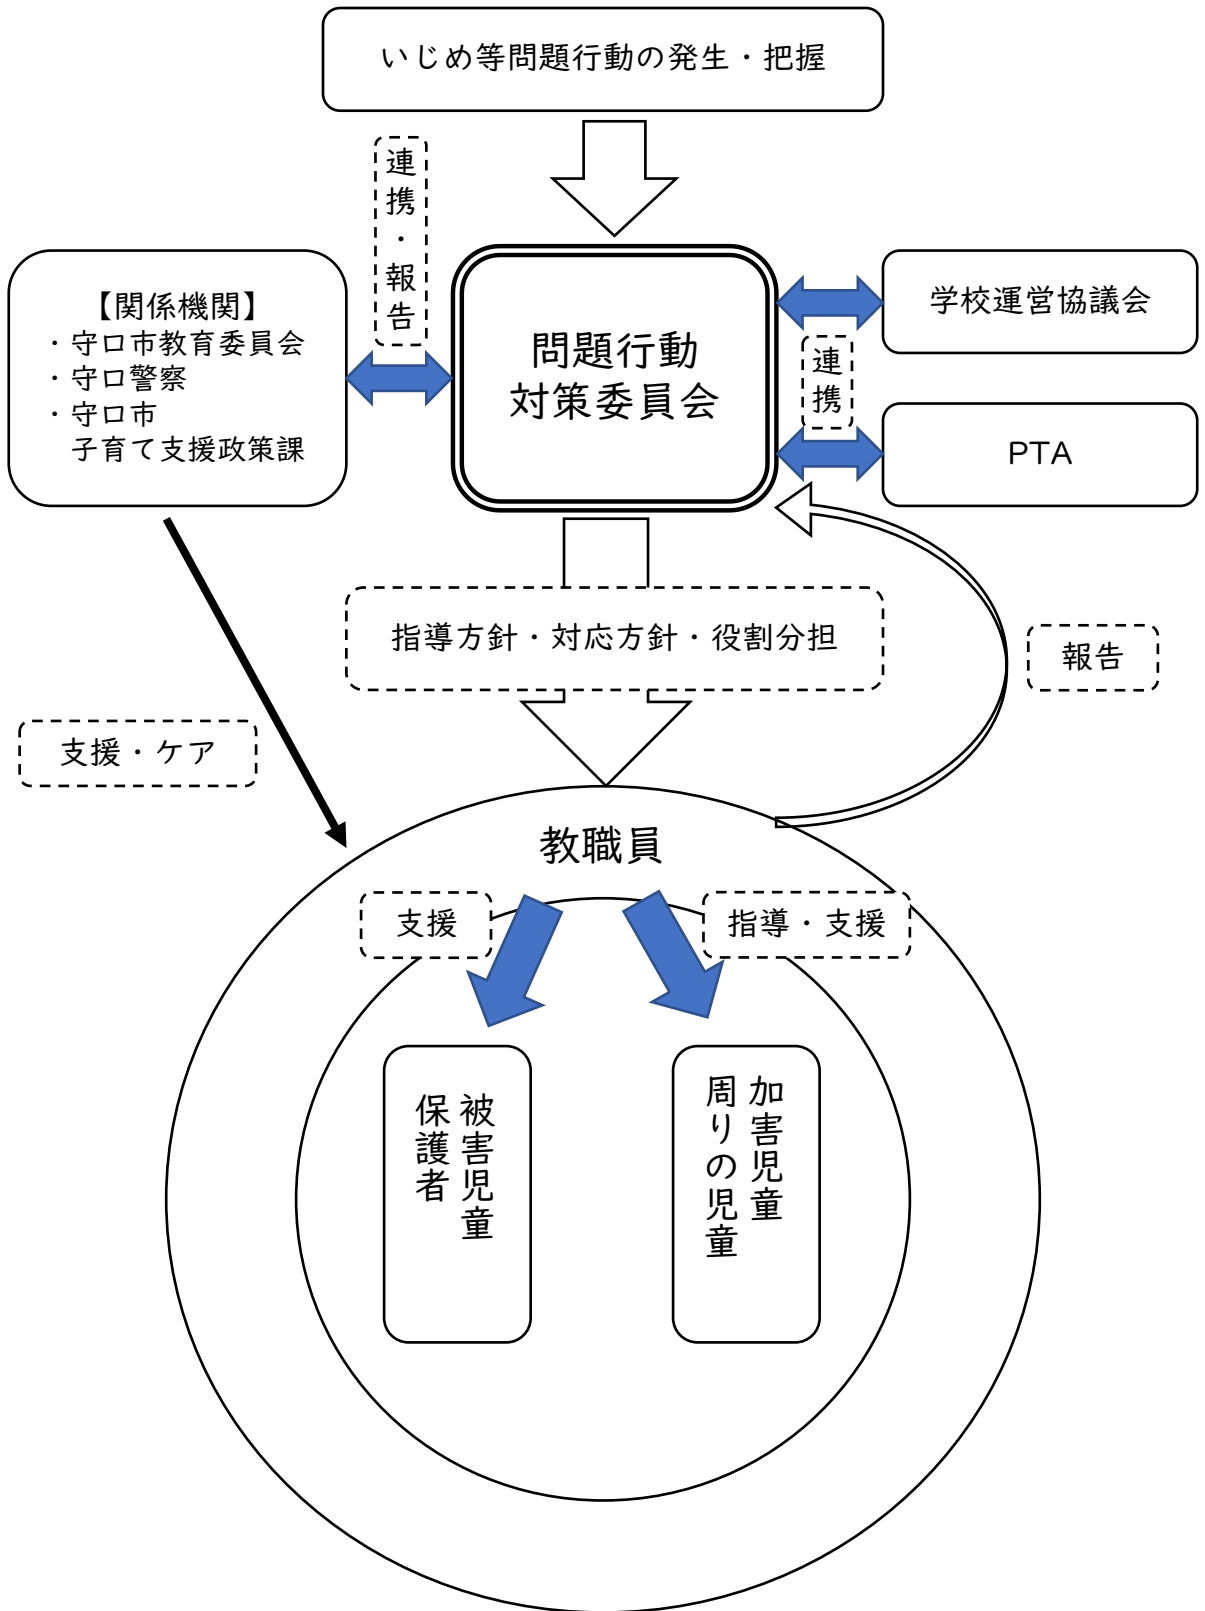 いじめ等問題行動の発生・把握
連携・報告
【関係機関】
・守口市教育委員会
・守口警察
・守口市
子育て支援政策課
問題行動
対策委員会
学校運営協議会
連携
PTA
指導方針・対応方針・役割分担
報告
支援・ケア
教職員
支援
指導・支援
被害児童
保護者
加害児童
周りの児童